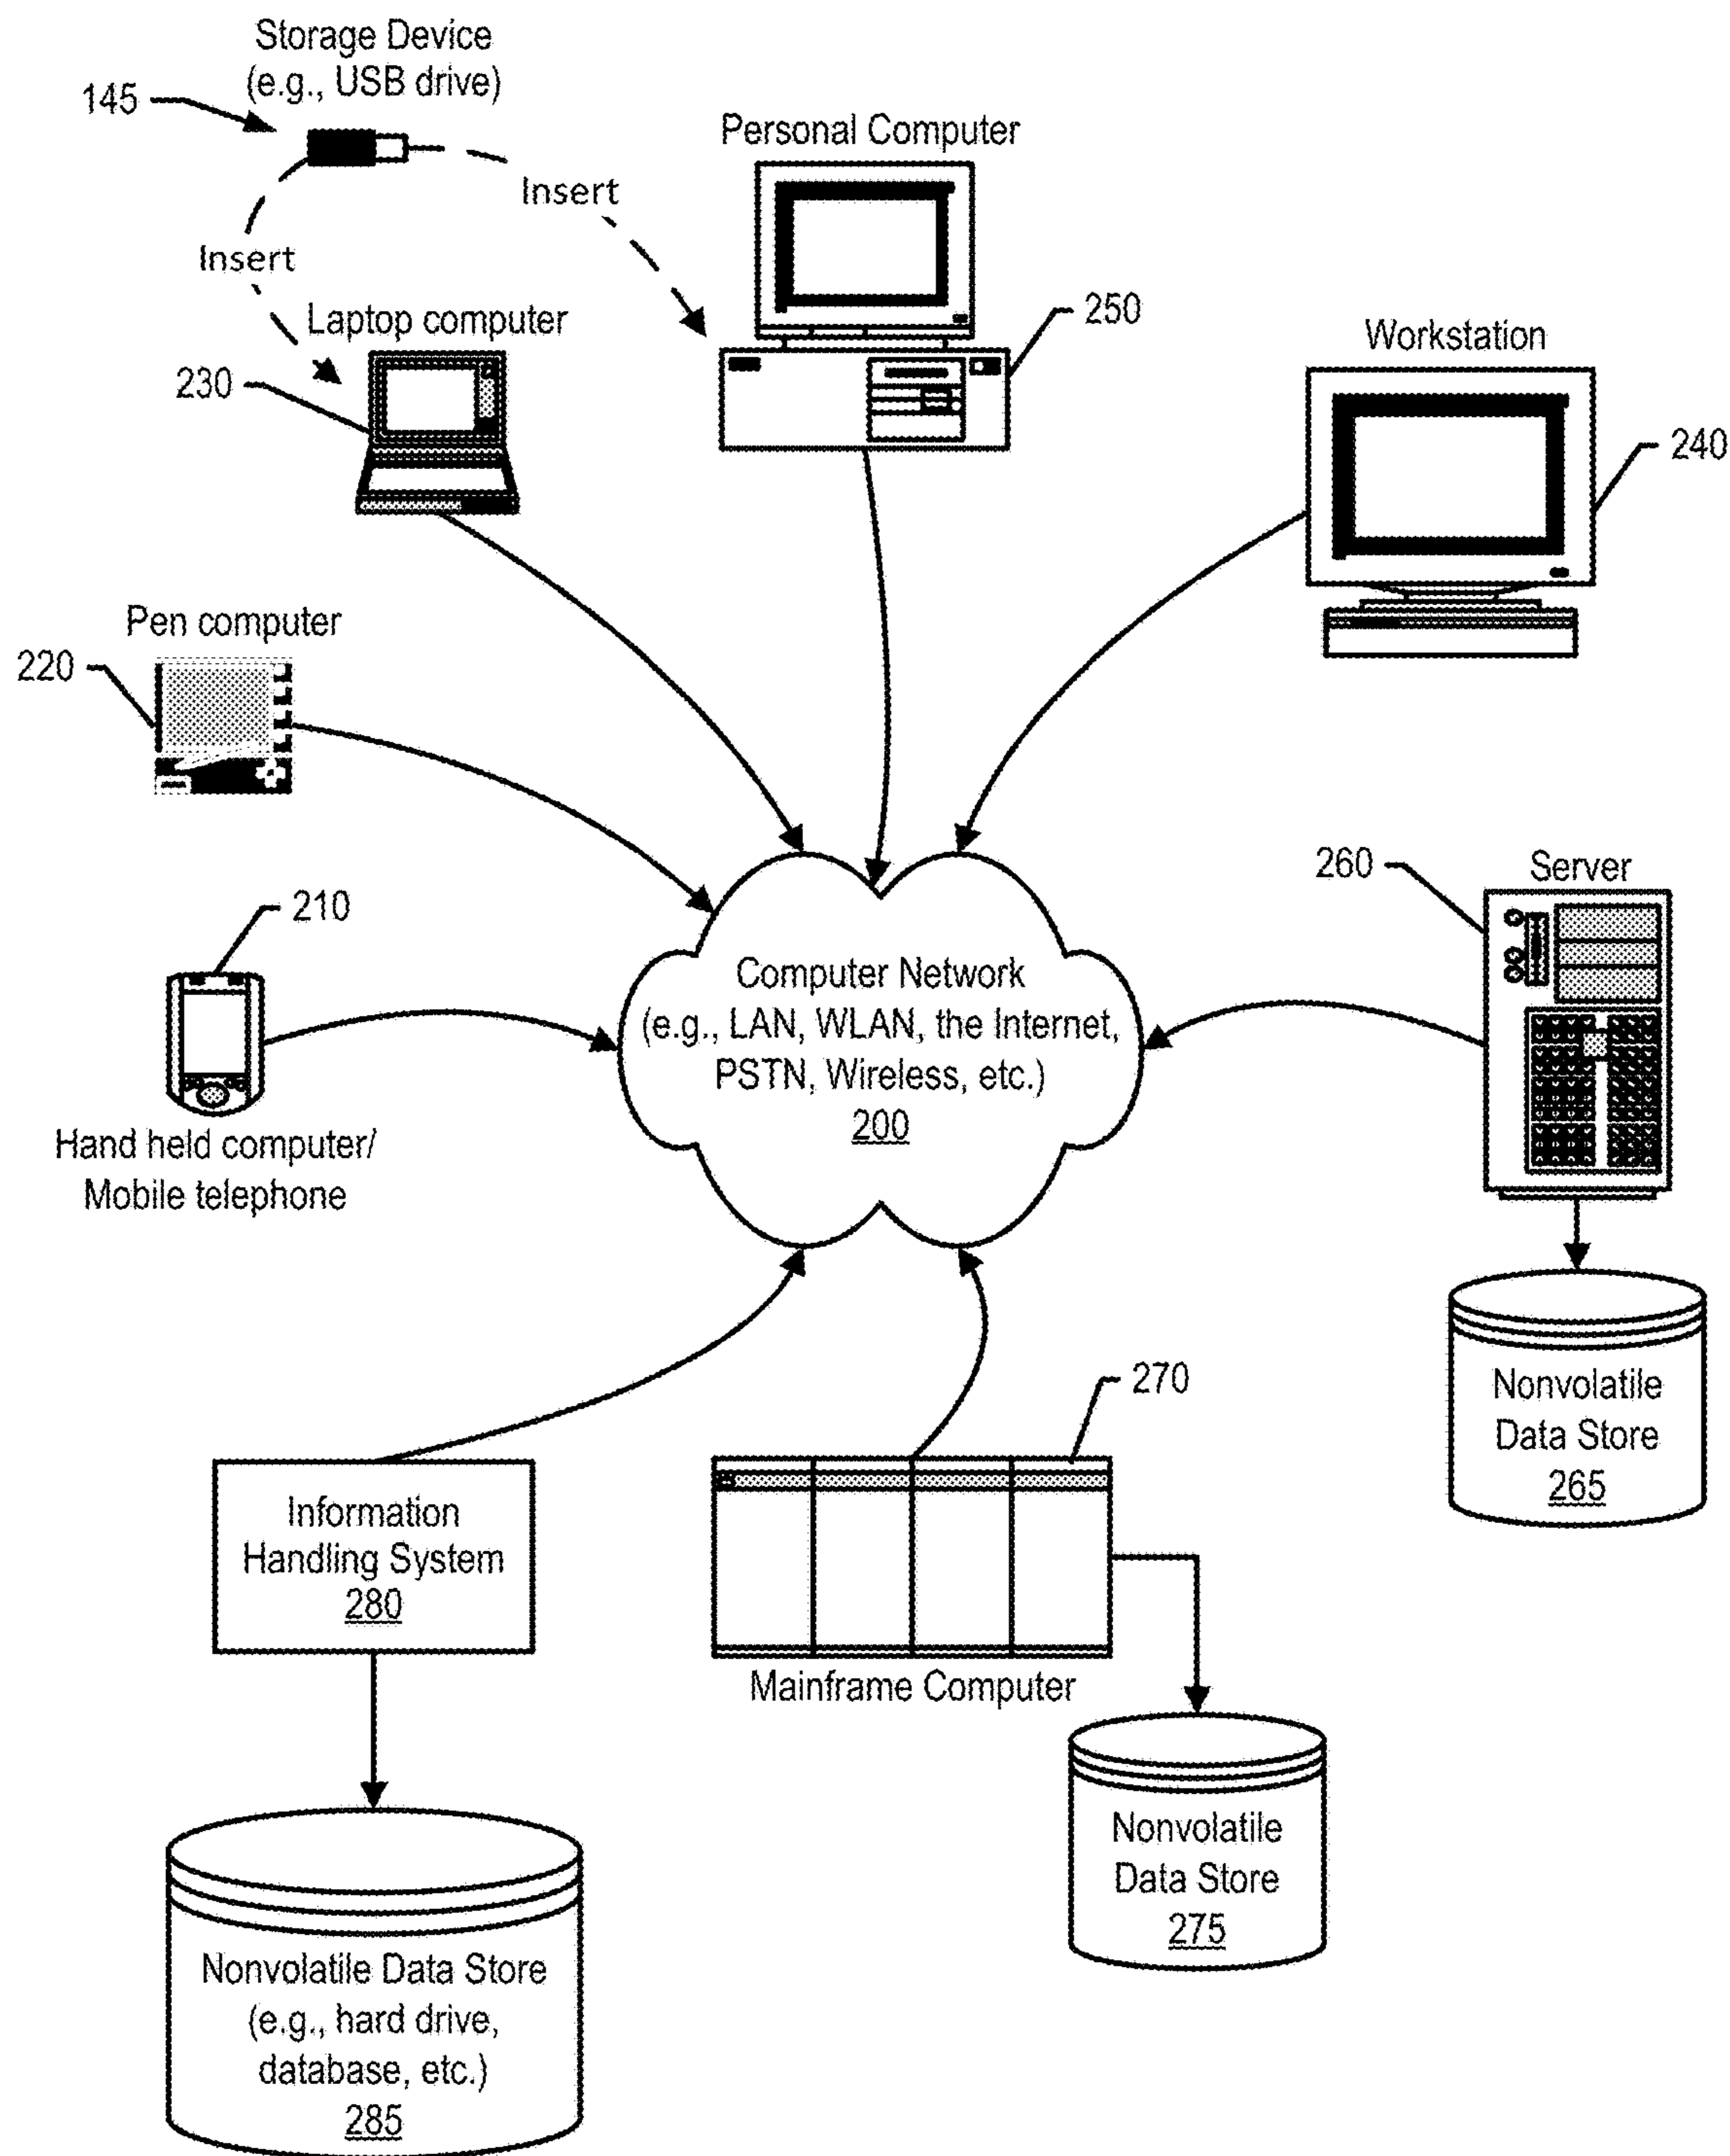 Storage Device
(e.g., USB drive)
145
Insert
Insert
Personal Computer
250
Laptop computer
230
Workstation
240
Pen computer
220
210
Hand held computer/
Mobile telephone
Computer Network
(e.g., LAN, WLAN, the Internet,
PSTN, Wireless, etc.)
200
260
Server
Nonvolatile
Data Store
265
270
Mainframe Computer
Nonvolatile
Data Store
275
Information
Handling System
280
Nonvolatile Data Store
(e.g., hard drive,
database, etc.)
285